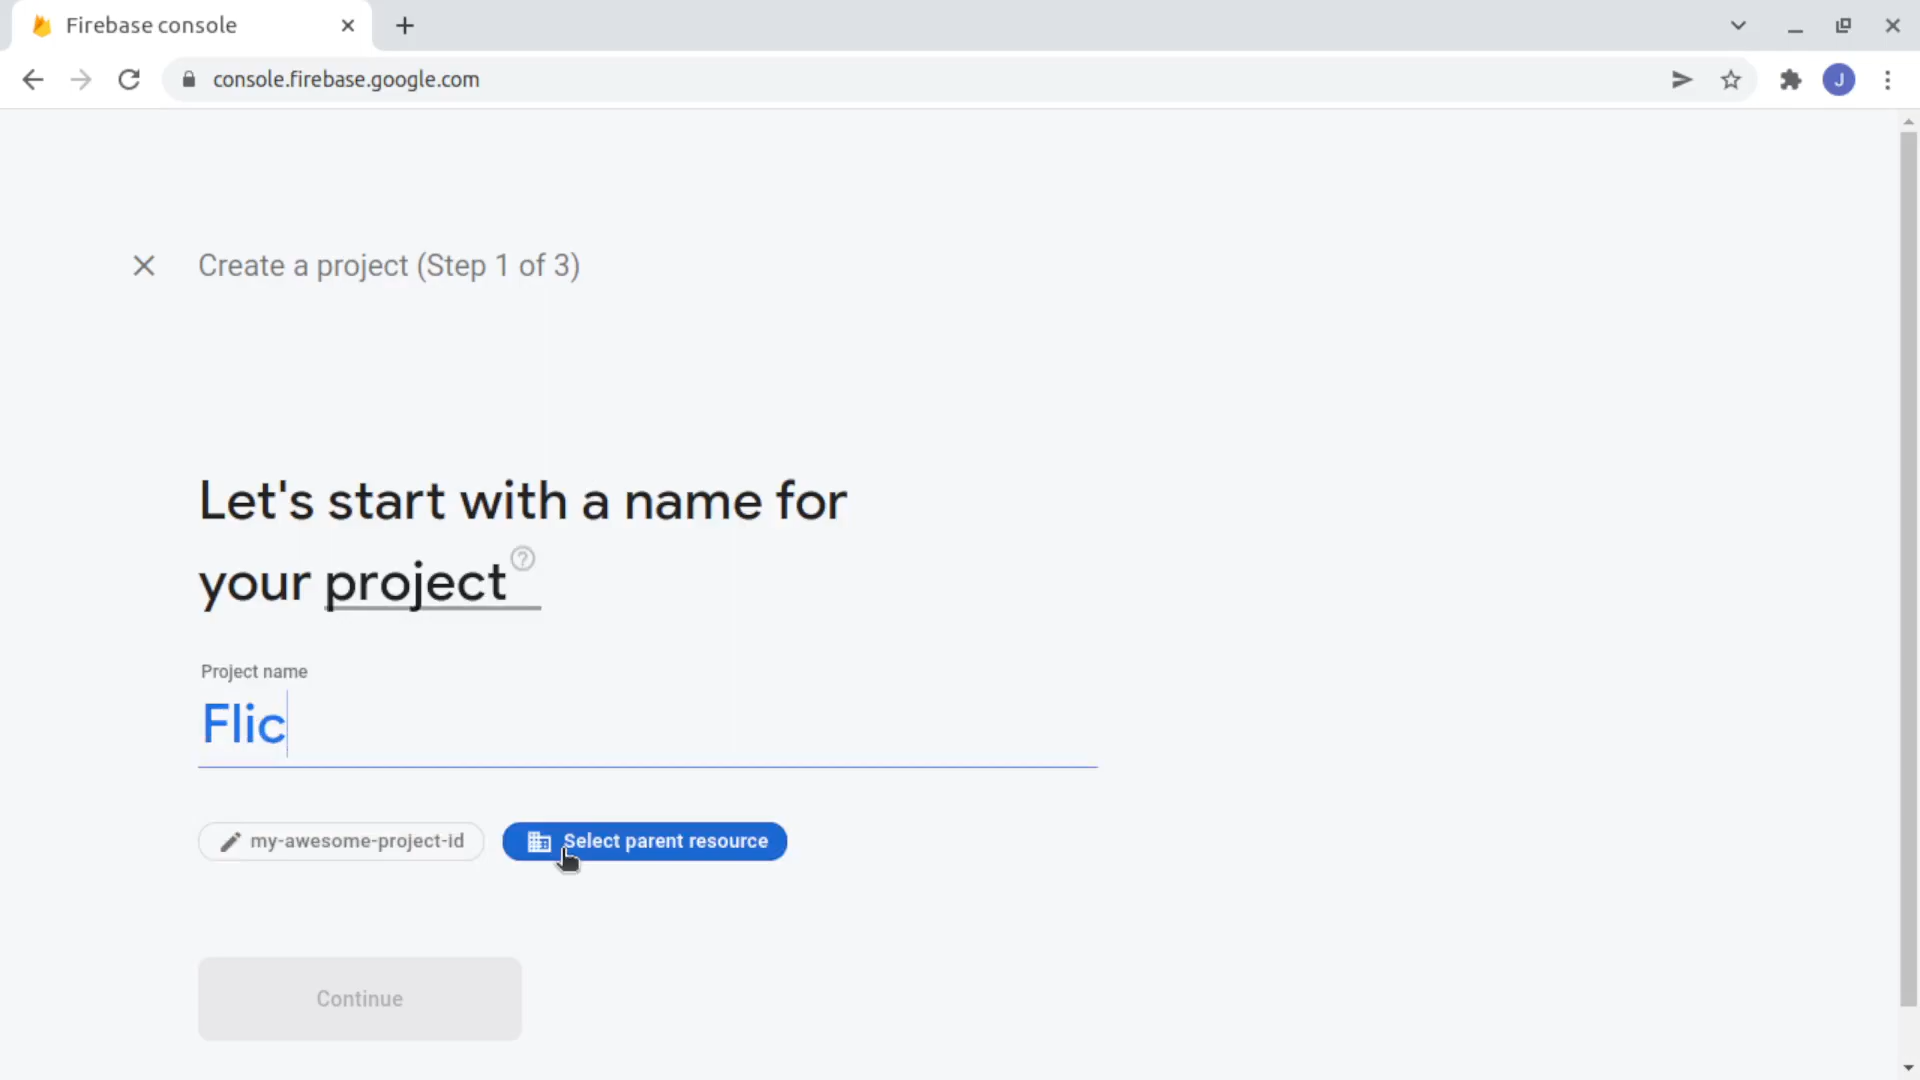 Firebase console
console.firebase.google.com
J
Create a project (Step 1 of 3)
Let's start with a name for
your project
Project name
Flic
my-awesome-project-id
Select parent resource
Continue